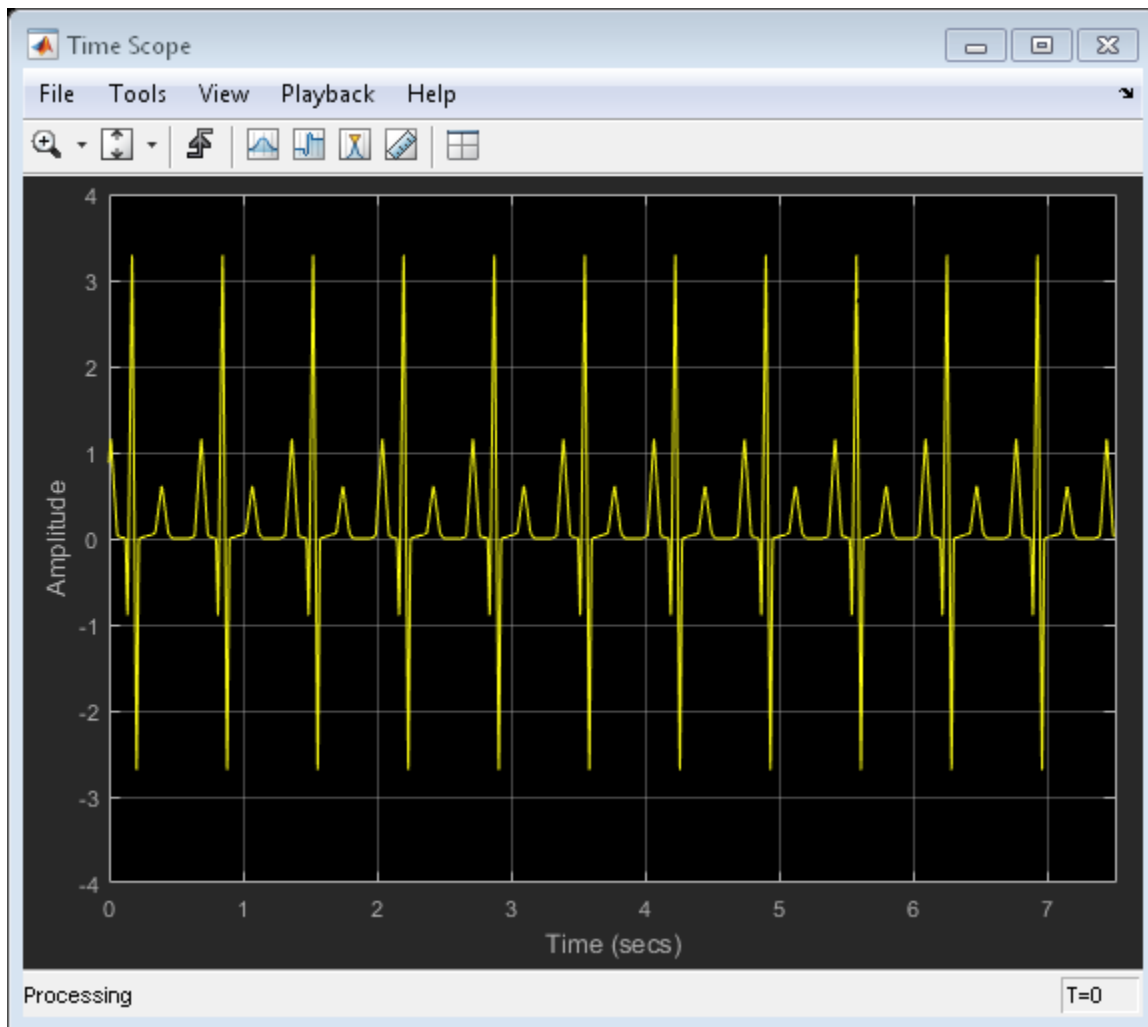 Time Scope
File Tools View Playback Help
4
3
2
1
0
-1
-2
-3
-4
Amplitude
0 1 2 3 4 5 6 7
Time (secs)
Processing T=0